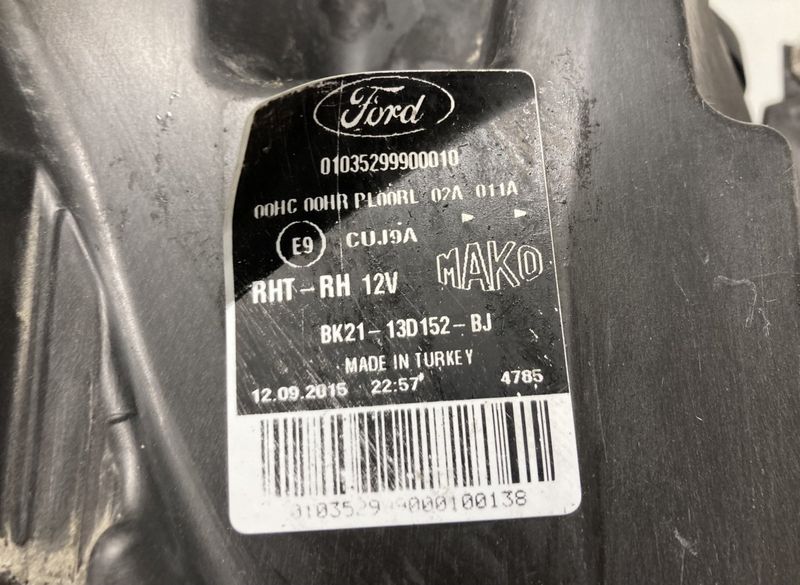 Ford
01035299900010
00HC 00HR PL00RL 02A 011A
E9 CUJ9A
MAKO
RHT-RH 12V
BK21-13D152-BJ
MADE IN TURKEY
12.09.2015 22:57 4785